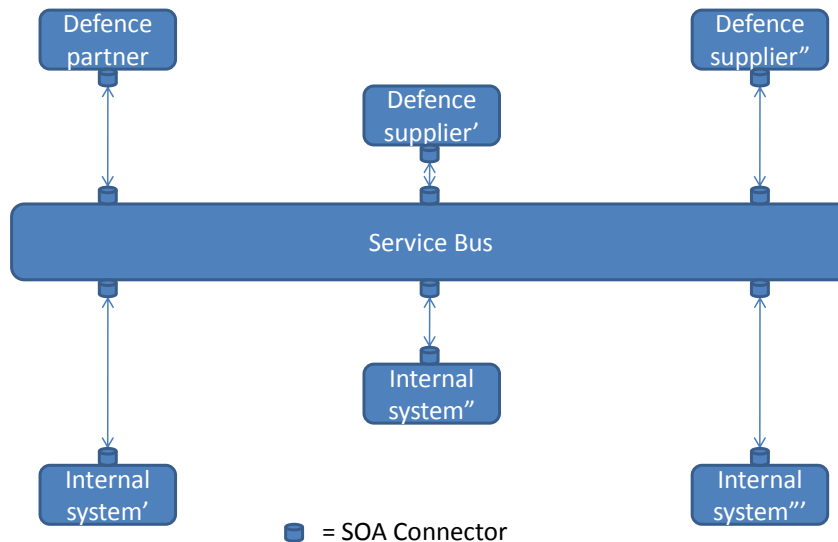 Defence
partner
Defence
supplier”
Defence
supplier’
Service Bus
Internal
system”
Internal
system’
Internal
system”’
= SOA Connector